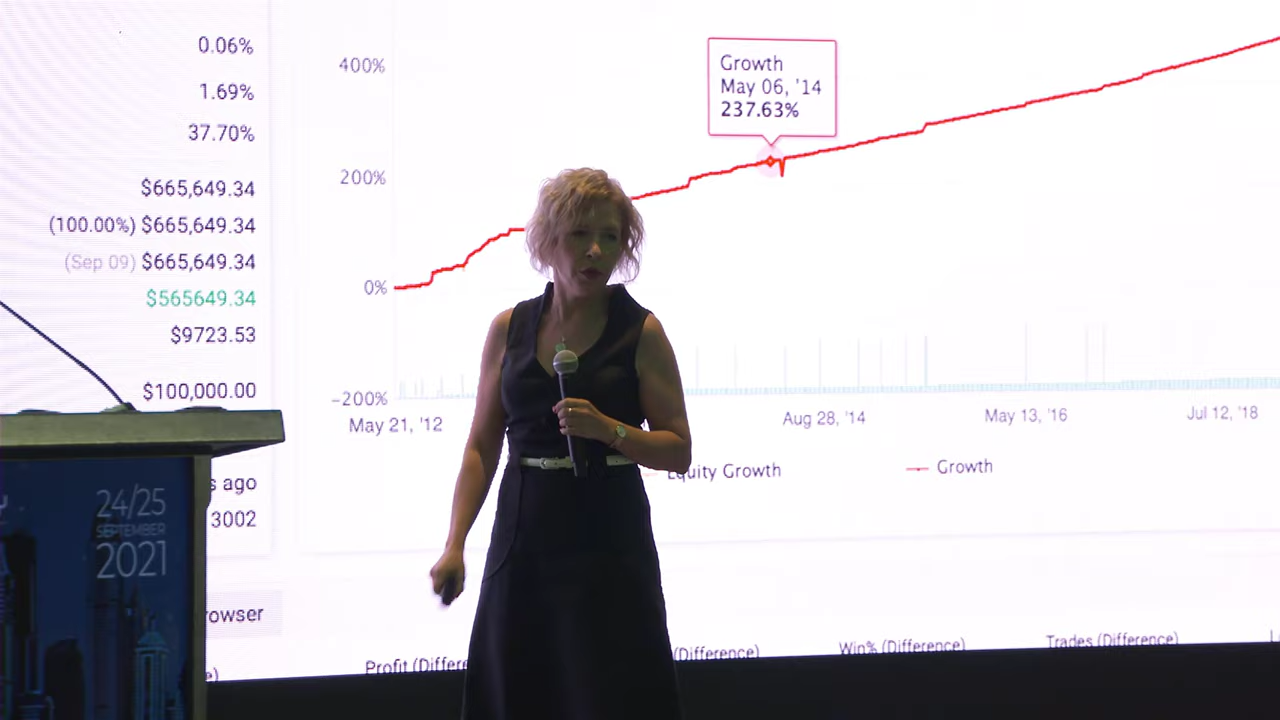 0.06%
1.69%
37.70%
$665,649.34
(100.00%) $665,649.34
(Sep 09) $665,649.34
$565649.34
$9723.53
$100,000.00
s ago
3002
rowser
400%
200%
0%
-200%
Growth
May 06, '14
237.63%
May 21, '12
Aug 28, '14
May 13, '16
Jul 12, '18
Equity Growth
Growth
Profit (Differe
(Difference)
Win% (Difference)
Trades (Difference)
24/25
SEPTEMBER
2021